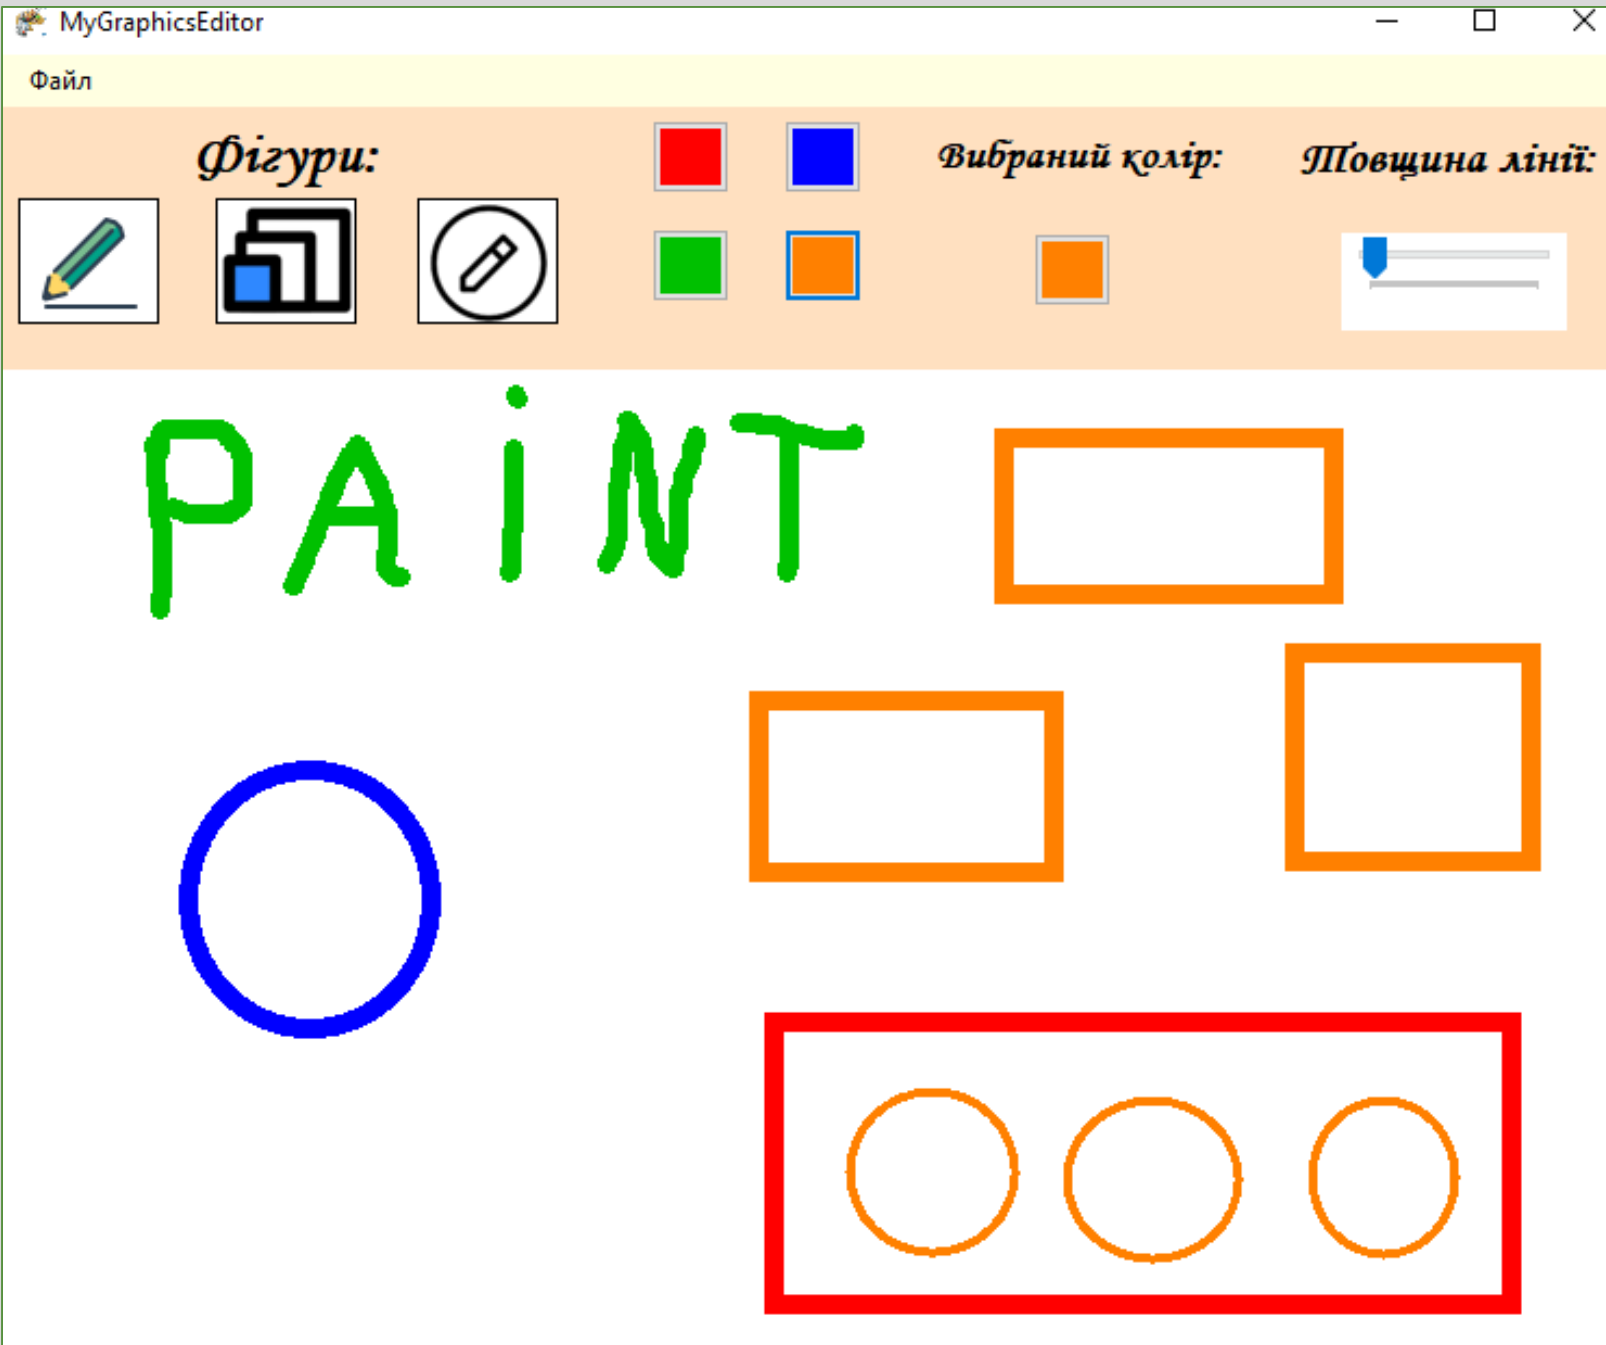 MyGraphicsEditor
Файл
Фігури:
Вибраний колір:
Товщина лінії:
PAiNT